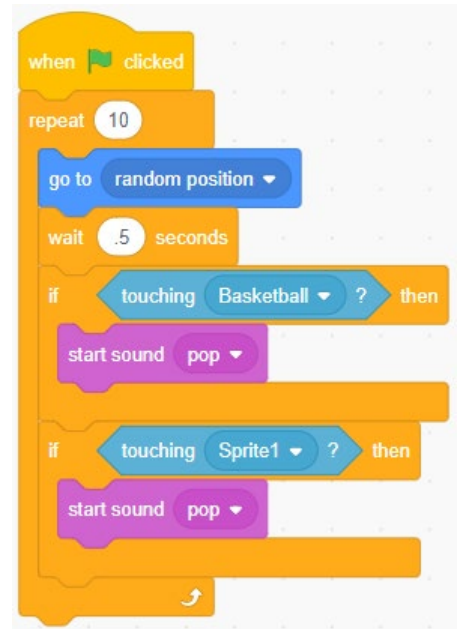 when clicked
repeat 10
go to random position
wait .5 seconds
if touching Basketball ? then
start sound pop
if touching Sprite1 ? then
start sound pop